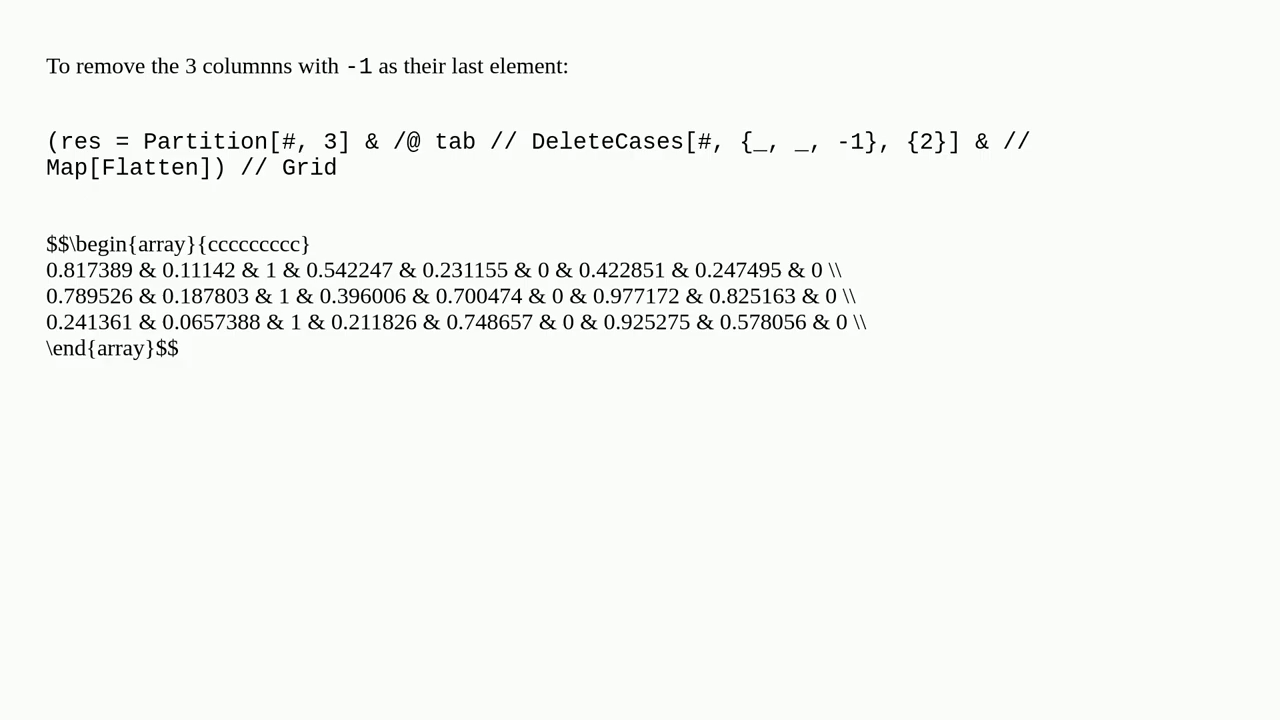 To remove the 3 columnns with -1 as their last element:
(res = Partition[#, 3] & /@ tab // DeleteCases[#, {_, _, -1}, {2}] & //
Map[Flatten]) // Grid
$$\begin{array}{ccccccccc}
0.817389 & 0.11142 & 1 & 0.542247 & 0.231155 & 0 & 0.422851 & 0.247495 & 0 \\
0.789526 & 0.187803 & 1 & 0.396006 & 0.700474 & 0 & 0.977172 & 0.825163 & 0 \\
0.241361 & 0.0657388 & 1 & 0.211826 & 0.748657 & 0 & 0.925275 & 0.578056 & 0 \\
\end{array}$$